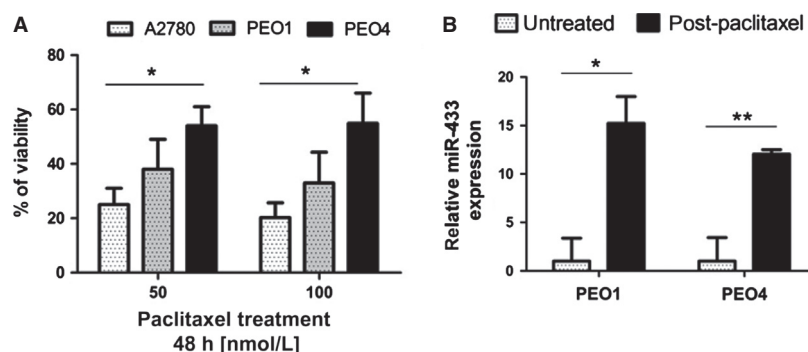 A
A2780 PEO1 PEO4
% of viability
80
60
40
20
0
* *
50 100
Paclitaxel treatment
48 h [nmol/L]
B
Untreated Post-paclitaxel
Relative miR-433
expression
20
15
10
5
0
* **
PEO1 PEO4